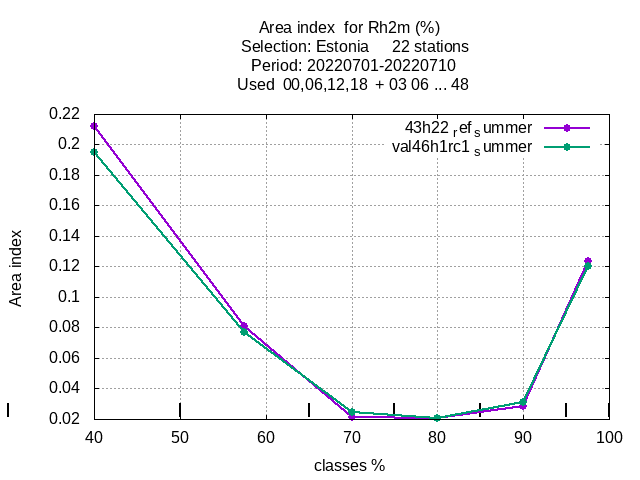 Area index  for Rh2m (%)
Selection: Estonia     22 stations
Period: 20220701-20220710
Used  00,06,12,18  + 03 06 ... 48
43h22 ref summer
val46h1rc1 summer
Area index
0.22
0.2
0.18
0.16
0.14
0.12
0.1
0.08
0.06
0.04
0.02
40 50 60 70 80 90 100
classes %